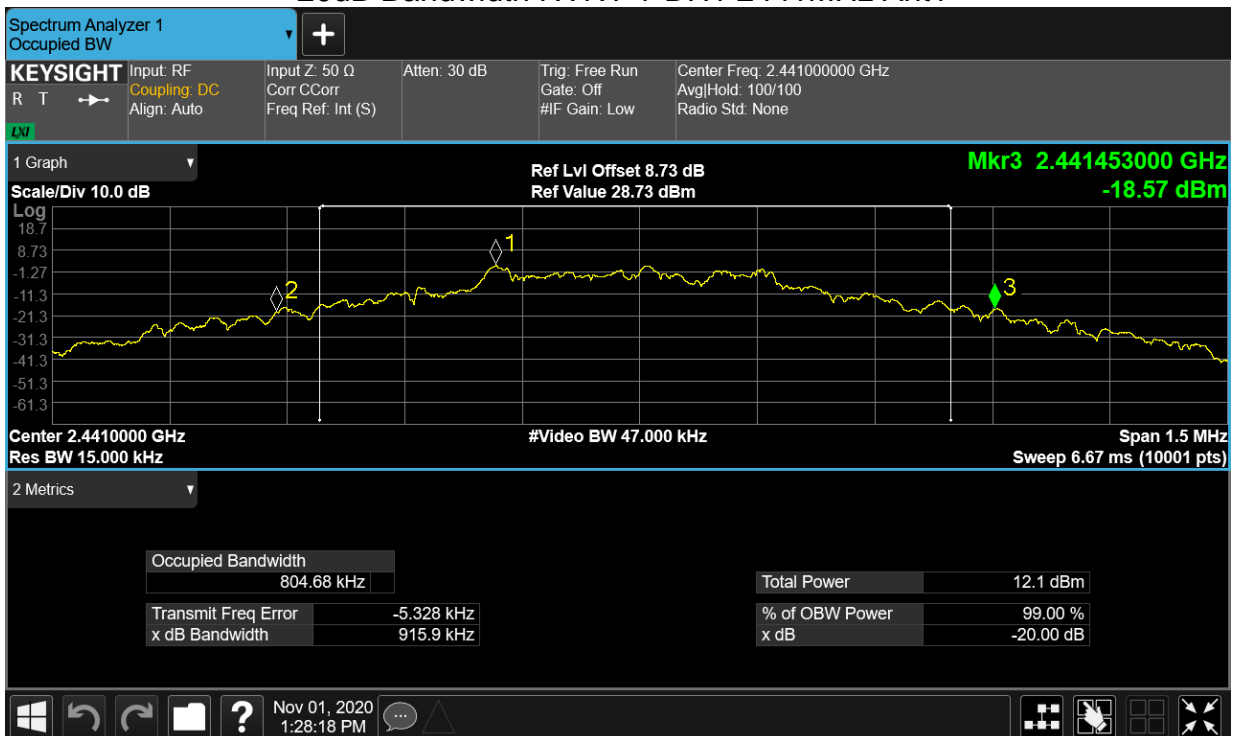 Spectrum Analyzer 1
Occupied BW
KEYSIGHT
R T
LXI
Input: RF
Coupling: DC
Align: Auto
Input Z: 50 Ω
Corr CCorr
Freq Ref: Int (S)
Atten: 30 dB
Trig: Free Run
Gate: Off
#IF Gain: Low
Center Freq: 2.441000000 GHz
Avg|Hold: 100/100
Radio Std: None
1 Graph
Scale/Div 10.0 dB
Ref Lvl Offset 8.73 dB
Ref Value 28.73 dBm
Mkr3 2.441453000 GHz
-18.57 dBm
Log
18.7
8.73
-1.27
-11.3
-21.3
-31.3
-41.3
-51.3
-61.3
1
2
3
Center 2.4410000 GHz
#Video BW 47.000 kHz
Span 1.5 MHz
Res BW 15.000 kHz
Sweep 6.67 ms (10001 pts)
2 Metrics
Occupied Bandwidth
804.68 kHz
Total Power 12.1 dBm
Transmit Freq Error -5.328 kHz
% of OBW Power 99.00 %
x dB Bandwidth 915.9 kHz
x dB -20.00 dB
?
Nov 01, 2020
1:28:18 PM